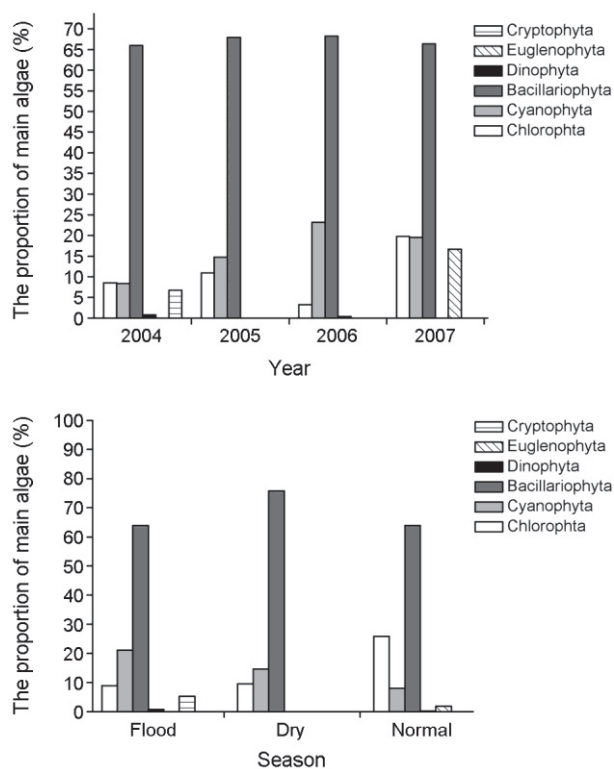 The proportion of main algae (%)
70
65
60
55
50
45
40
35
30
25
20
15
10
5
0
2004 2005 2006 2007
Year
Cryptophyta
Euglenophyta
Dinophyta
Bacillariophyta
Cyanophyta
Chlorophta
The proportion of main algae (%)
100
90
80
70
60
50
40
30
20
10
0
Flood Dry Normal
Season
Cryptophyta
Euglenophyta
Dinophyta
Bacillariophyta
Cyanophyta
Chlorophta